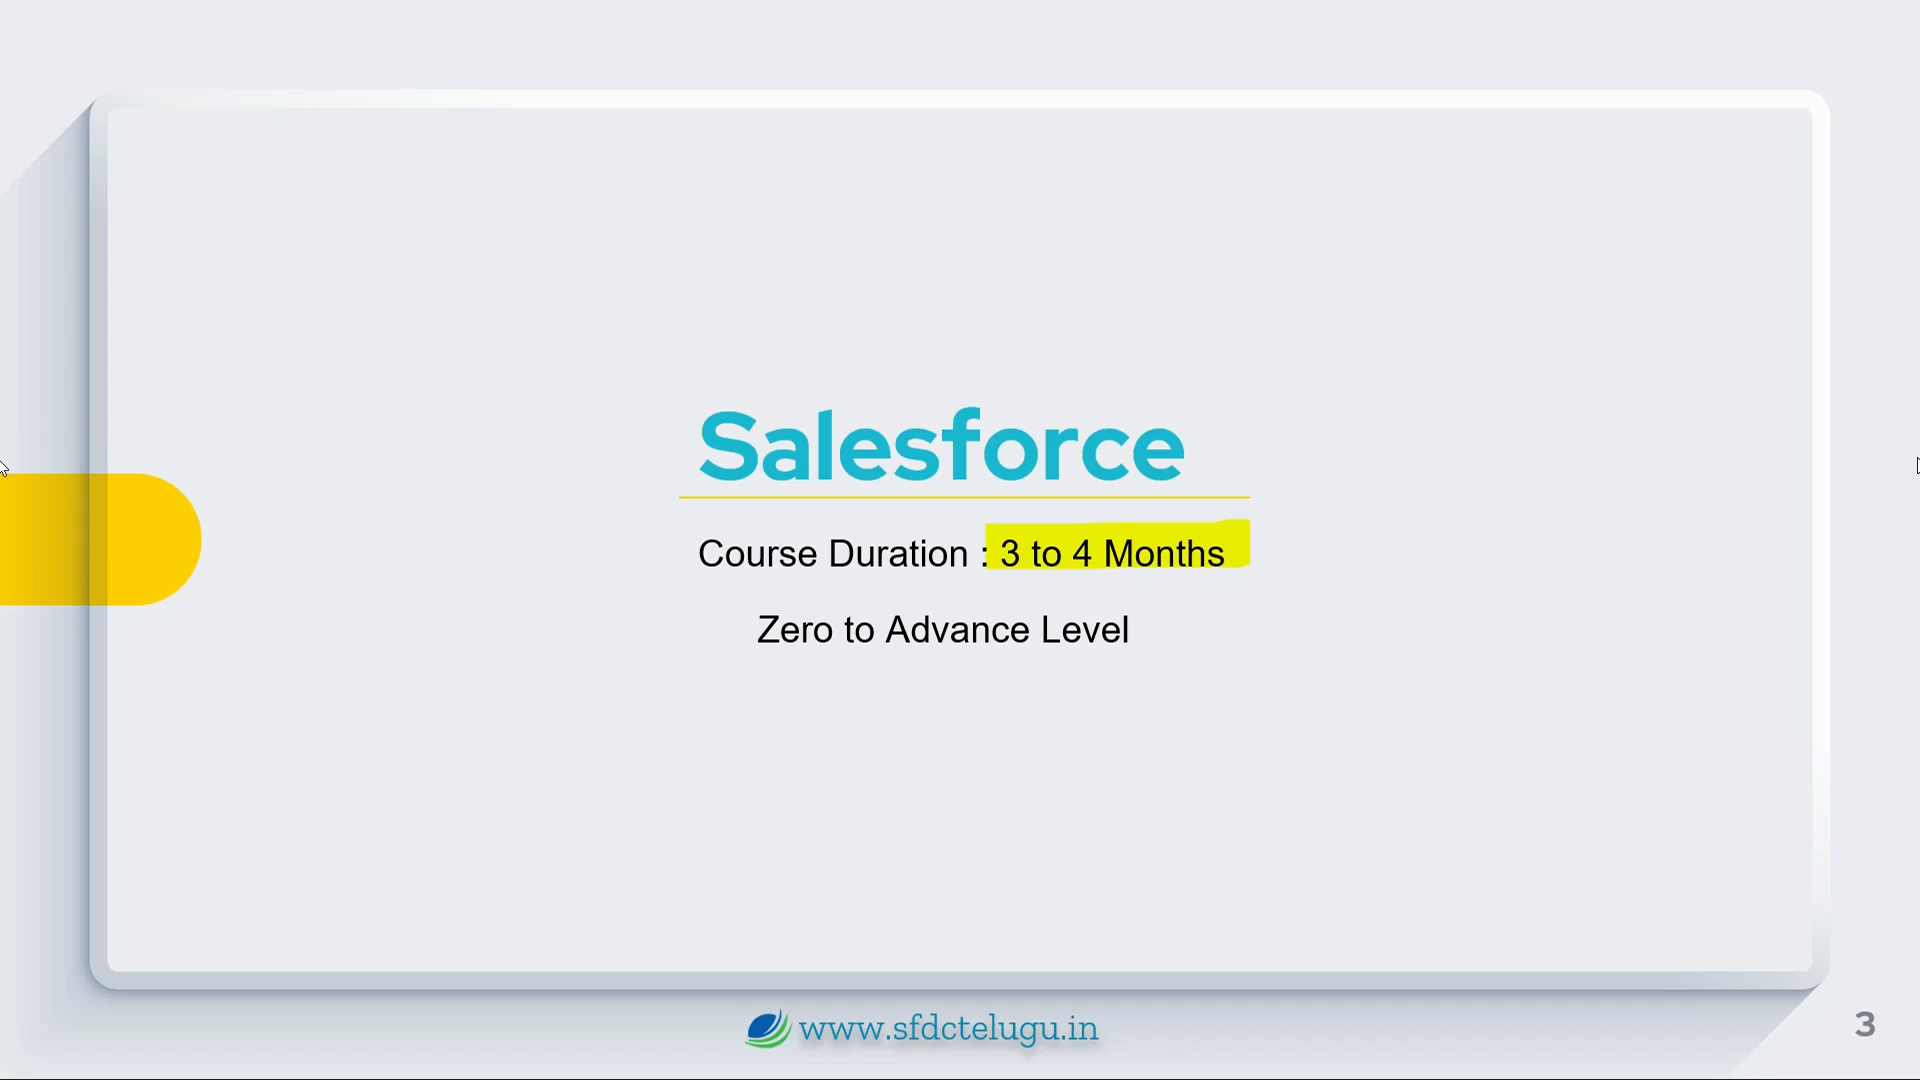 Salesforce
Course Duration : 3 to 4 Months
Zero to Advance Level
www.sfdctelugu.in
3